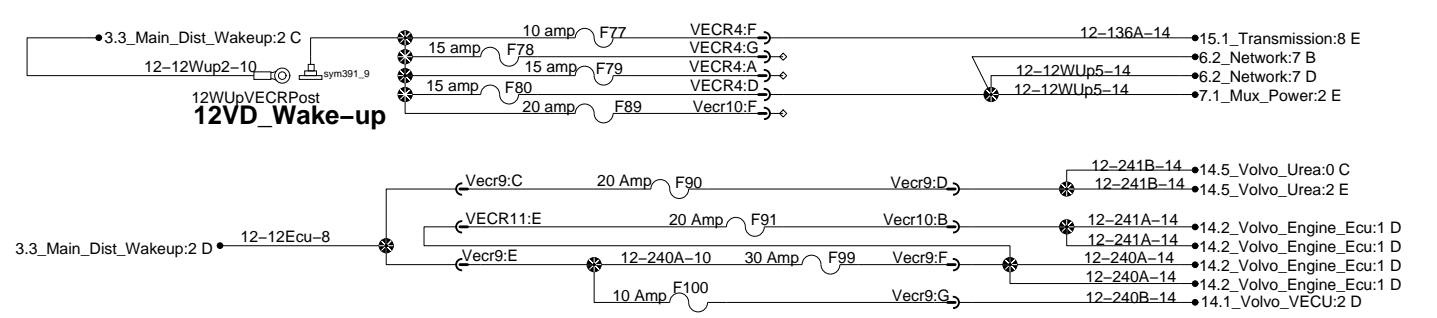 10 amp F77 VECR4:F 12–136A–14 15.1_Transmission:8 E
3.3_Main_Dist_Wakeup:2 C
15 amp F78 VECR4:G 6.2_Network:7 B
12–12Wup2–10 sym391_9 15 amp F79 VECR4:A 12–12WUp5–14 6.2_Network:7 D
15 amp F80 VECR4:D 12–12WUp5–14 7.1_Mux_Power:2 E
12WUpVECRPost
20 amp F89 Vecr10:F
12VD_Wake–up
12–241B–14 14.5_Volvo_Urea:0 C
Vecr9:C 20 Amp F90 Vecr9:D 12–241B–14 14.5_Volvo_Urea:2 E
VECR11:E 20 Amp F91 Vecr10:B 12–241A–14 14.2_Volvo_Engine_Ecu:1 D
3.3_Main_Dist_Wakeup:2 D 12–12Ecu–8 12–241A–14 14.2_Volvo_Engine_Ecu:1 D
Vecr9:E 12–240A–10 30 Amp F99 Vecr9:F 12–240A–14 14.2_Volvo_Engine_Ecu:1 D
12–240A–14 14.2_Volvo_Engine_Ecu:1 D
10 Amp F100 Vecr9:G 12–240B–14 14.1_Volvo_VECU:2 D